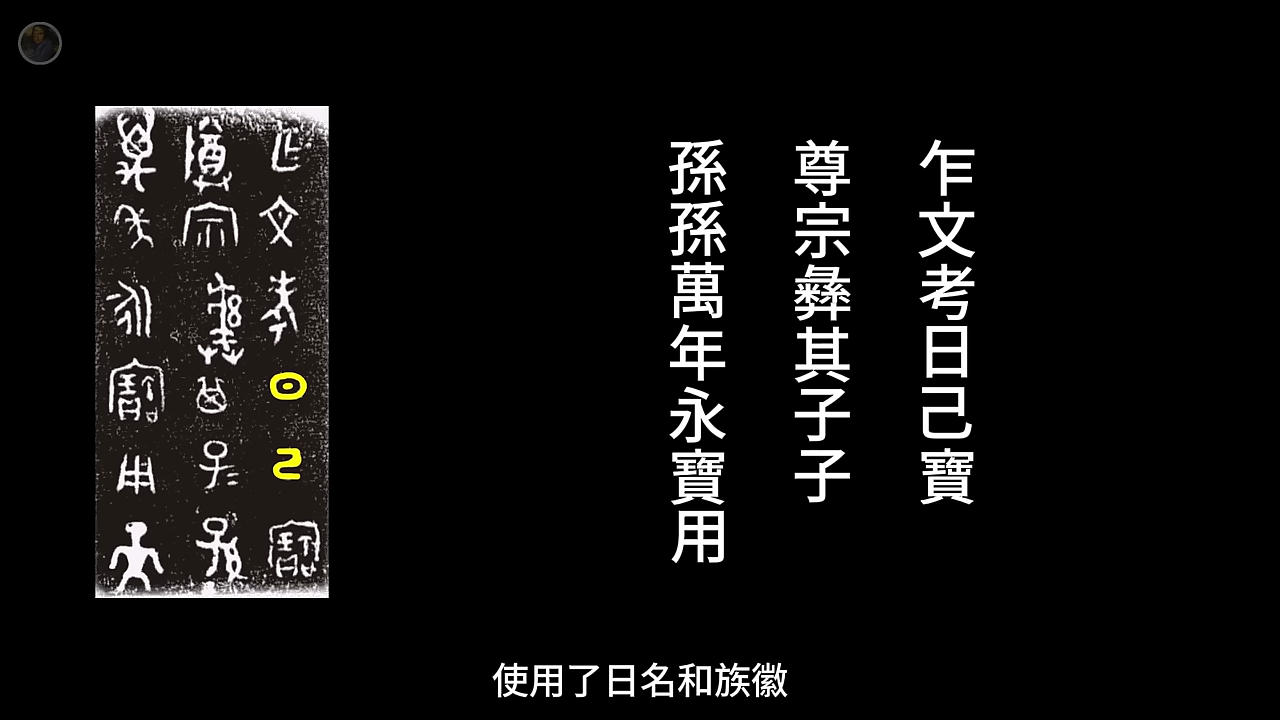 乍文考日己寶
尊宗彝其子子
孫孫萬年永寶用
使用了日名和族徽